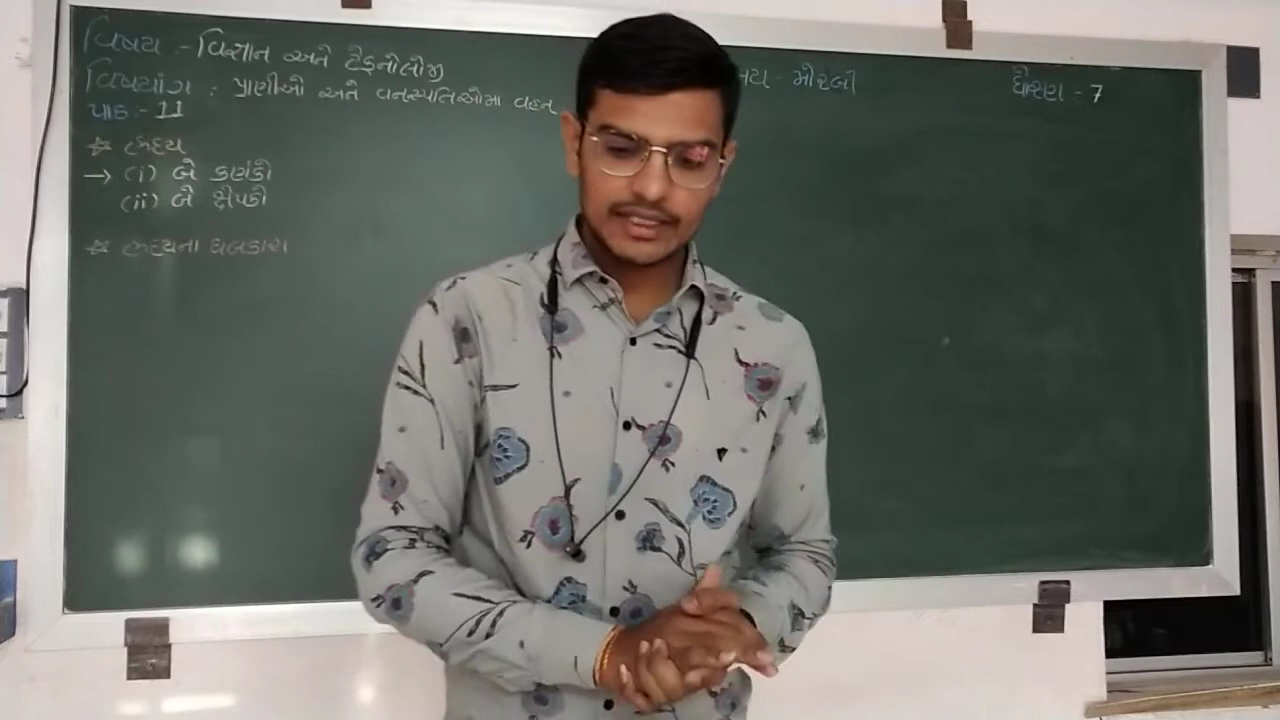 વિષય :- વિજ્ઞાન અને ટેકનોલોજી
વિષયાંગ : પ્રાણીઓ અને વનસ્પતિઓમા વહન
મોરબી
ધોરણ :- 7
પાઠ :- 11
☆ હૃદય
→ (i) બે કર્ણકો
(ii) બે ક્ષેપકો
☆ હૃદયના ધબકારા